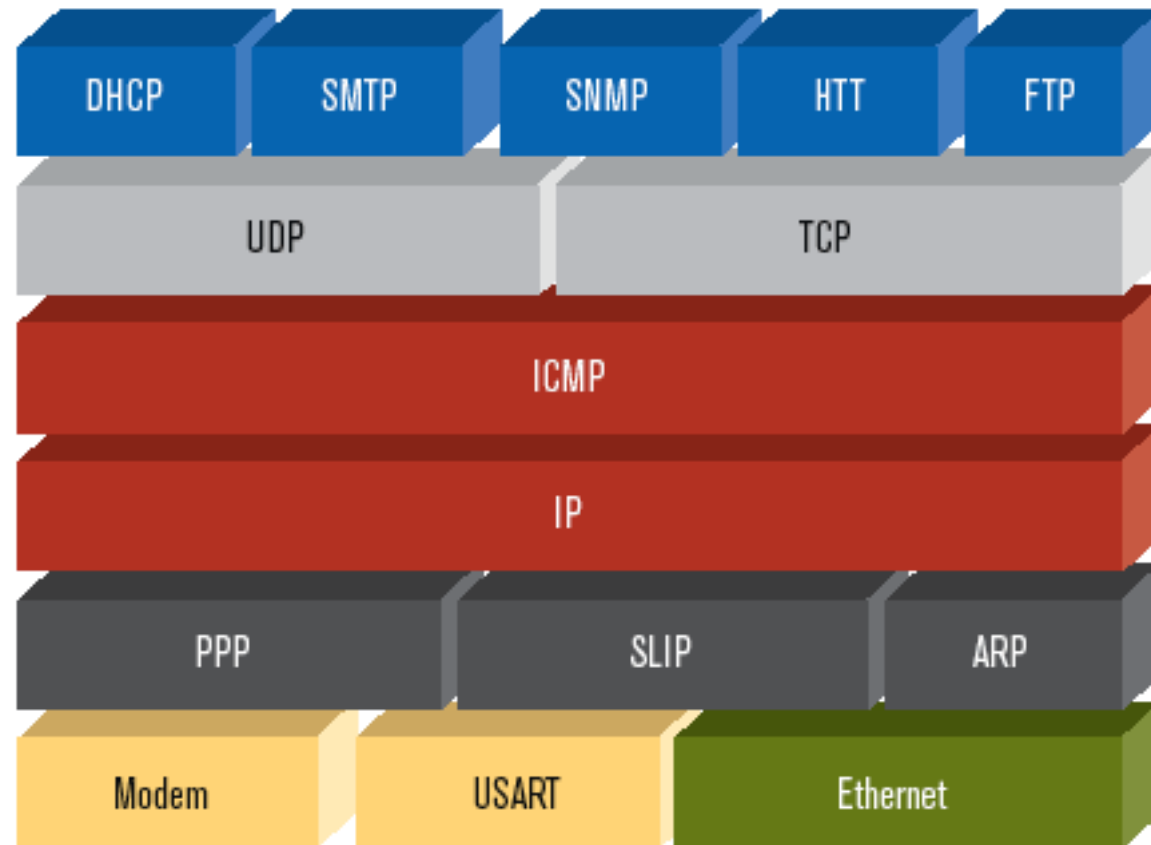 DHCP SMTP SNMP HTT FTP
UDP TCP
ICMP
IP
PPP SLIP ARP
Modem USART Ethernet